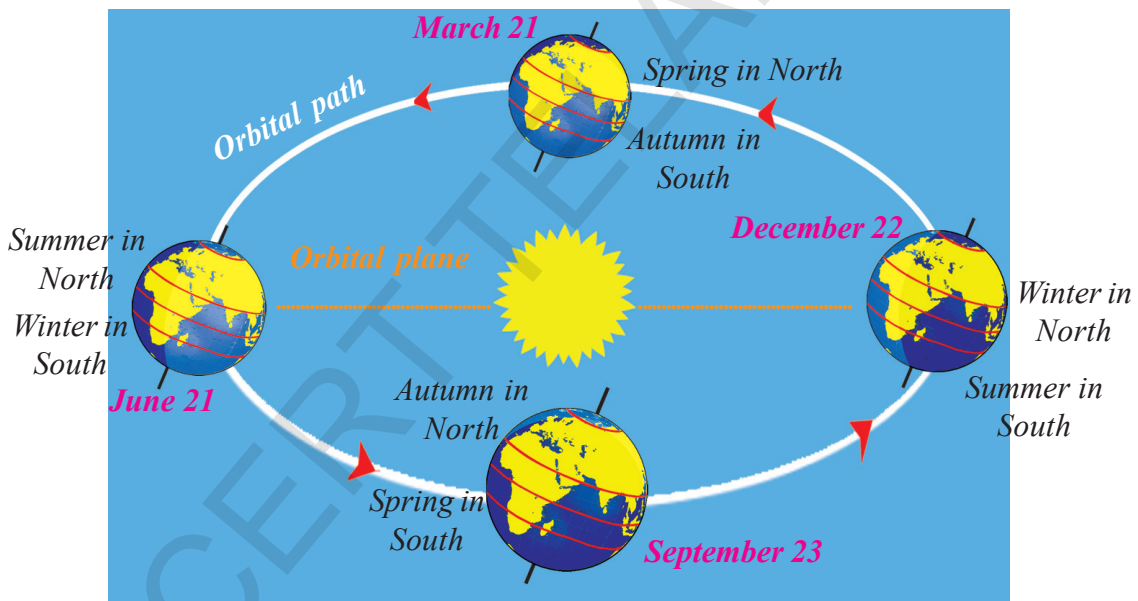 March 21
Spring in North
Orbital path
Autumn in
South
December 22
Summer in
North
Orbital plane
Winter in
South
Winter in
North
June 21
Autumn in
North
Summer in
South
Spring in
South
September 23